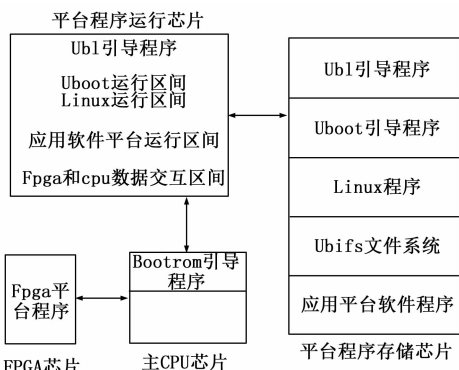 平台程序运行芯片
Ubl引导程序
Uboot运行区间
Linux运行区间
应用软件平台运行区间
Fpga和cpu数据交互区间
Ubl引导程序
Uboot引导程序
Linux程序
Ubifs文件系统
应用平台软件程序
平台程序存储芯片
Bootrom引导
程序
主CPU芯片
Fpga平
台程序
FPGA芯片